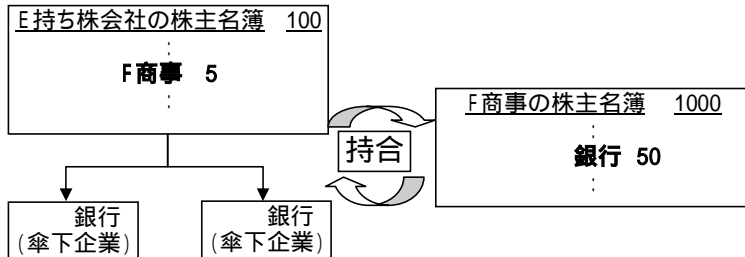 E持ち株会社の株主名簿 100
F商事 5
持合
F商事の株主名簿 1000
銀行 50
銀行
(傘下企業)
銀行
(傘下企業)